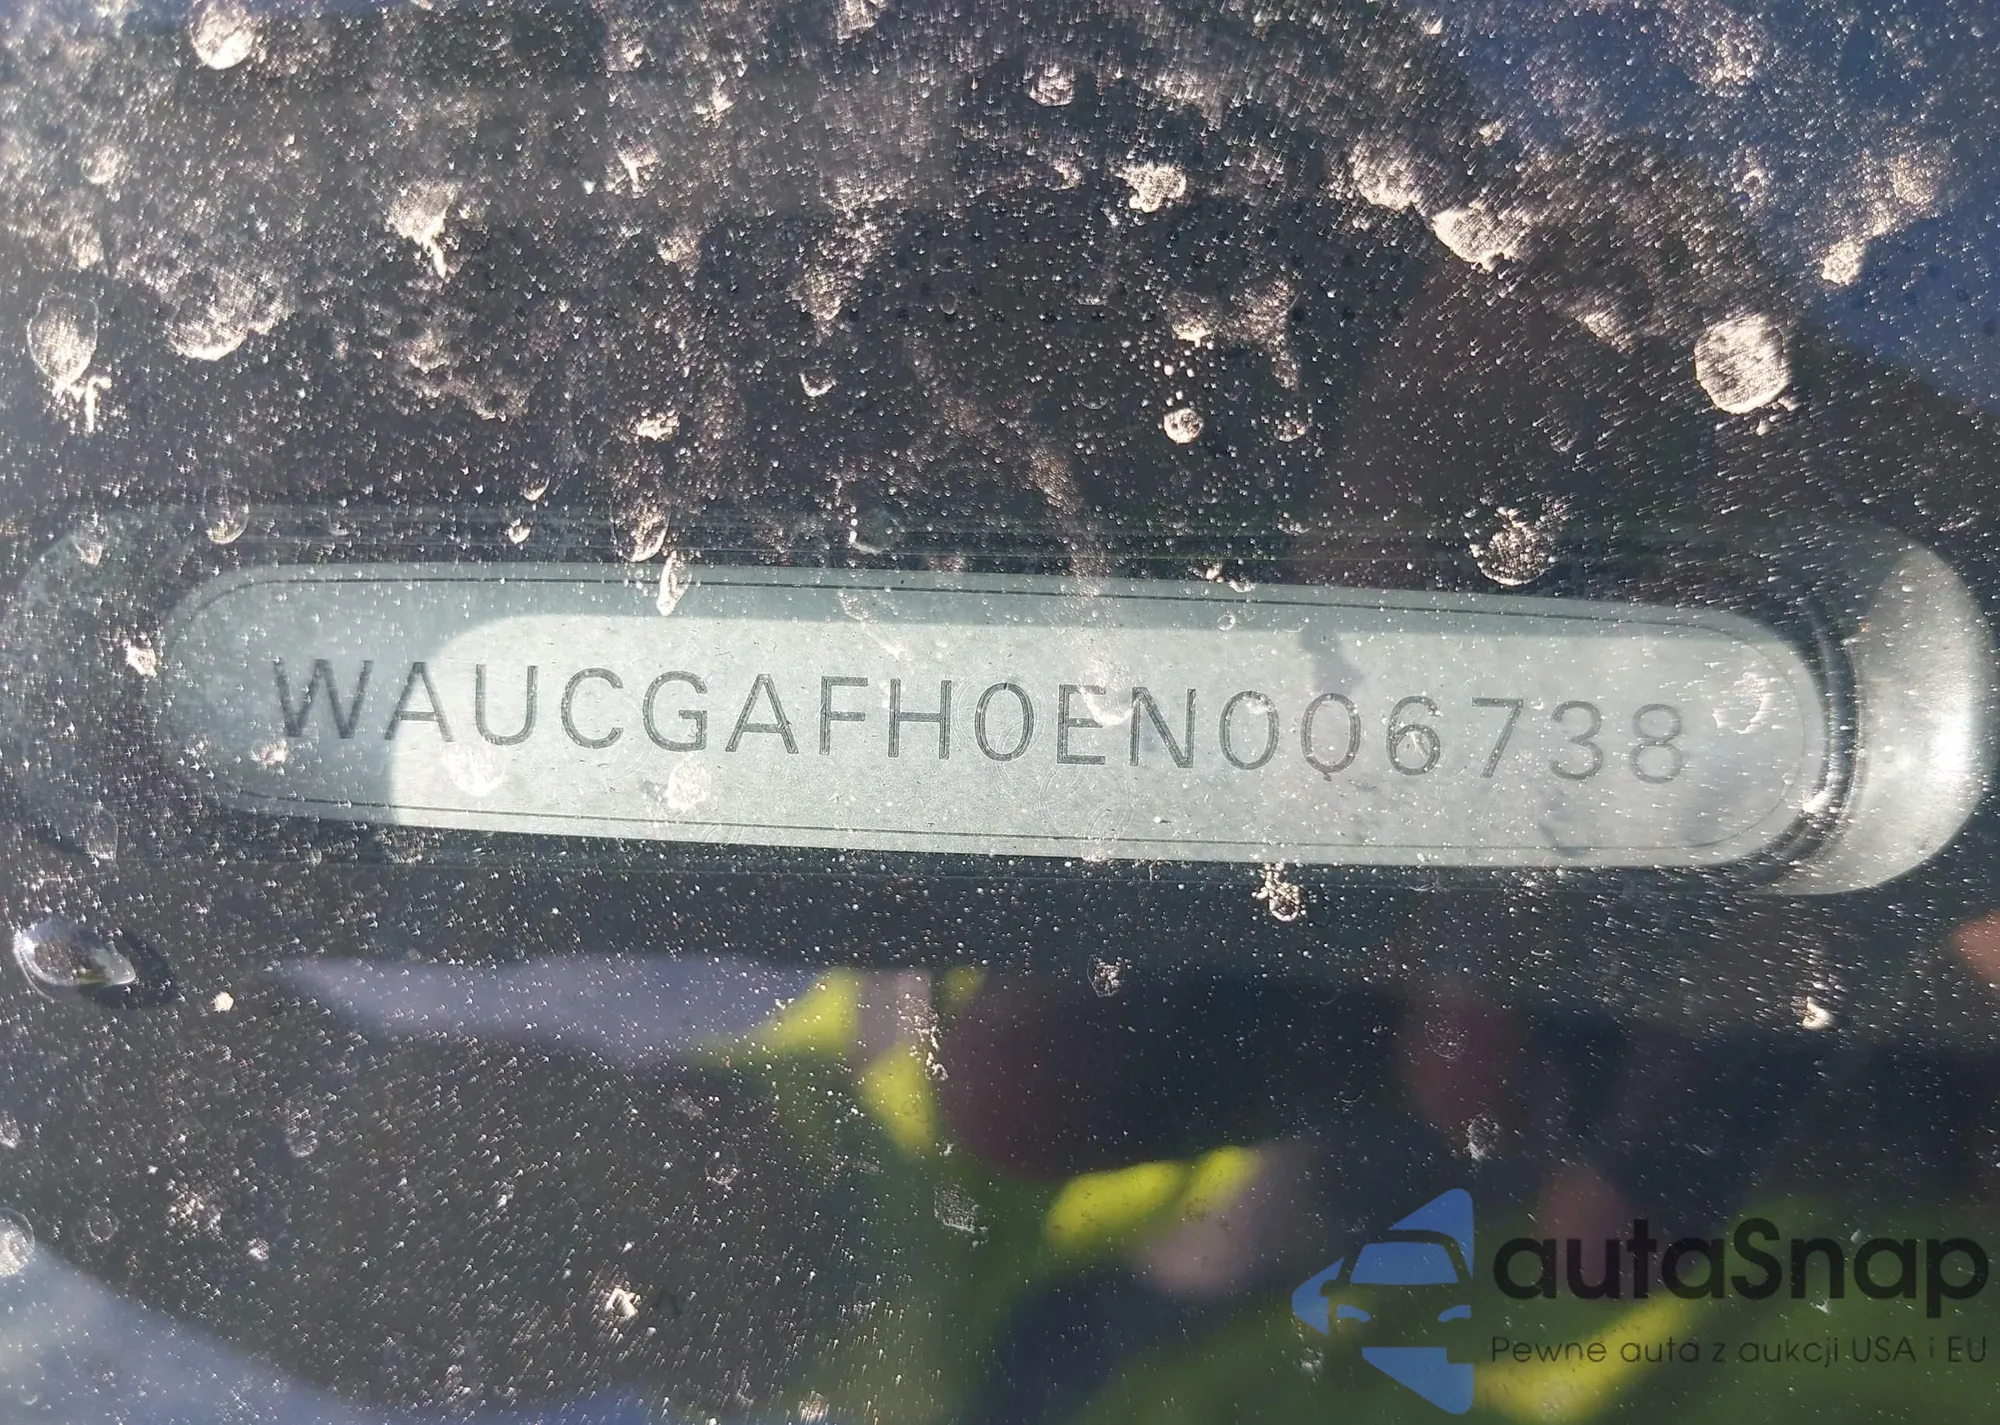 WAUCGAFH0EN006738
autaSnap
Pewne auta z aukcji USA i EU